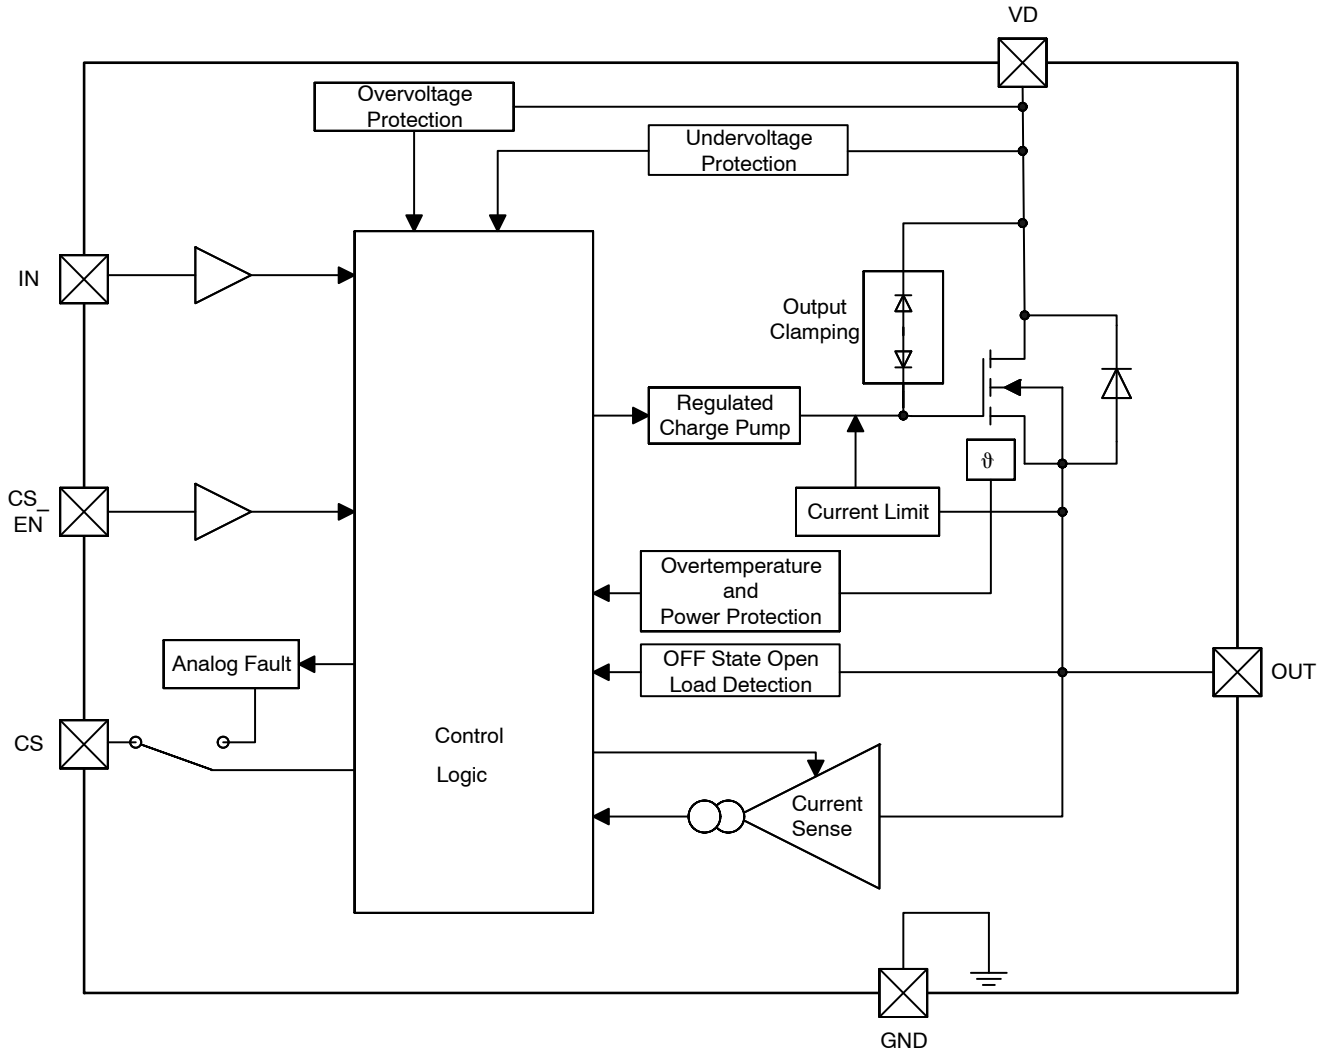 VD
Overvoltage
Protection
Undervoltage
Protection
IN
Output
Clamping
Regulated
Charge Pump
ϑ
CS_
EN
Current Limit
Overtemperature
and
Power Protection
Analog Fault
OFF State Open
Load Detection
OUT
CS
Control
Logic
Current
Sense
GND